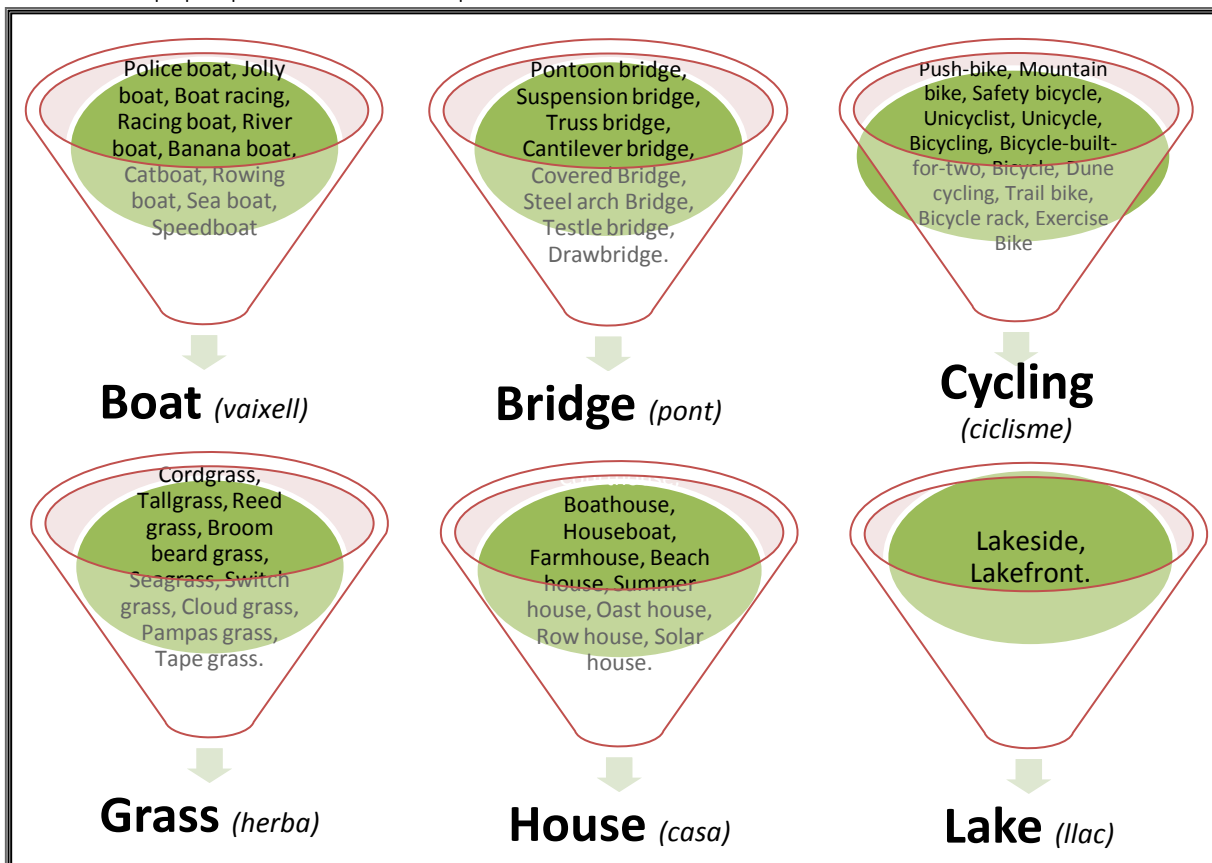 Police boat, Jolly
boat, Boat racing,
Racing boat, River
boat, Banana boat,
Catboat, Rowing
boat, Sea boat,
Speedboat
Boat (vaixell)
Pontoon bridge,
Suspension bridge,
Truss bridge,
Cantilever bridge,
Covered Bridge,
Steel arch Bridge,
Testle bridge,
Drawbridge.
Bridge (pont)
Push-bike, Mountain
bike, Safety bicycle,
Unicyclist, Unicycle,
Bicycling, Bicycle-built-
for-two, Bicycle, Dune
cycling, Trail bike,
Bicycle rack, Exercise
Bike
Cycling
(ciclisme)
Cordgrass,
Tallgrass, Reed
grass, Broom
beard grass,
Seagrass, Switch
grass, Cloud grass,
Pampas grass,
Tape grass.
Grass (herba)
Boathouse,
Houseboat,
Farmhouse, Beach
house, Summer
house, Oast house,
Row house, Solar
house.
House (casa)
Lakeside,
Lakefront.
Lake (llac)